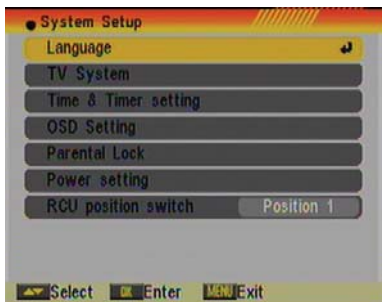 System Setup
Language
TV System
Time & Timer setting
OSD Setting
Parental Lock
Power setting
RCU position switch Position 1
Select OK Enter MENU Exit